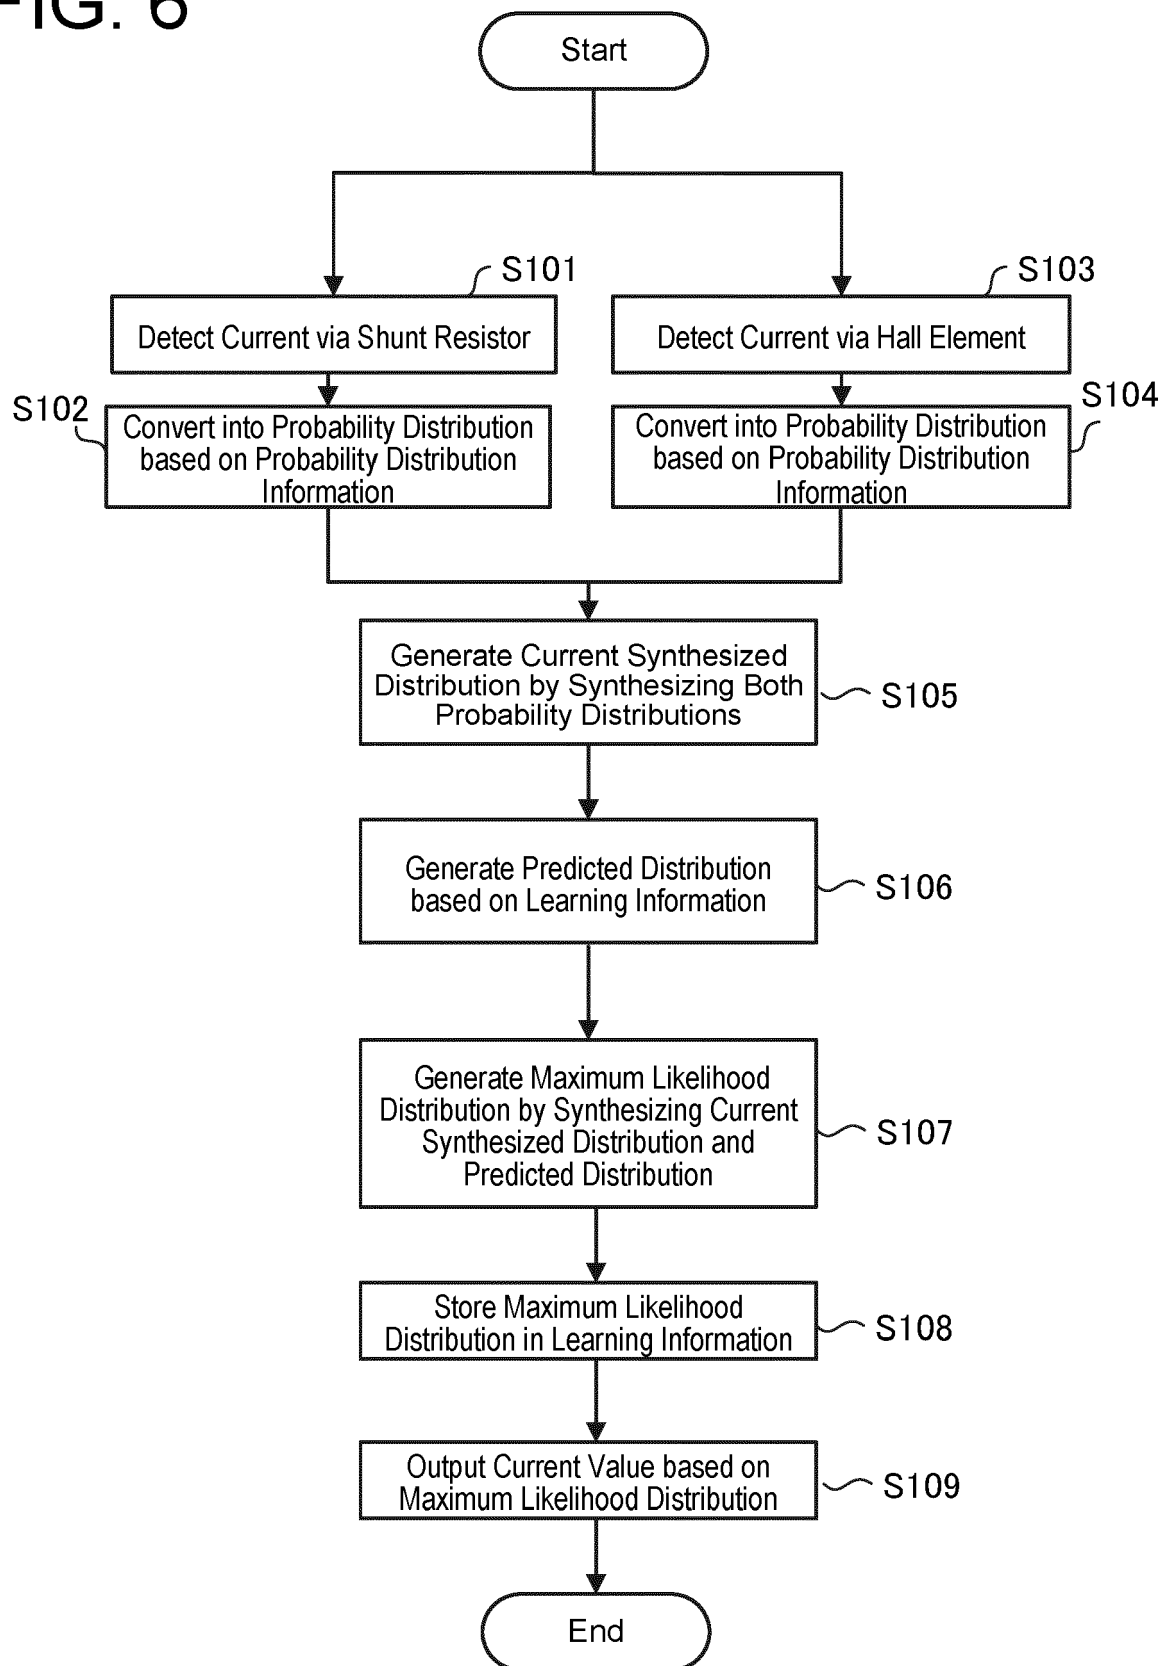 FIG. 6
Start
S101
Detect Current via Shunt Resistor
S103
Detect Current via Hall Element
S102
Convert into Probability Distribution
based on Probability Distribution
Information
S104
Convert into Probability Distribution
based on Probability Distribution
Information
Generate Current Synthesized
Distribution by Synthesizing Both
Probability Distributions
S105
Generate Predicted Distribution
based on Learning Information
S106
Generate Maximum Likelihood
Distribution by Synthesizing Current
Synthesized Distribution and
Predicted Distribution
S107
Store Maximum Likelihood
Distribution in Learning Information
S108
Output Current Value based on
Maximum Likelihood Distribution
S109
End